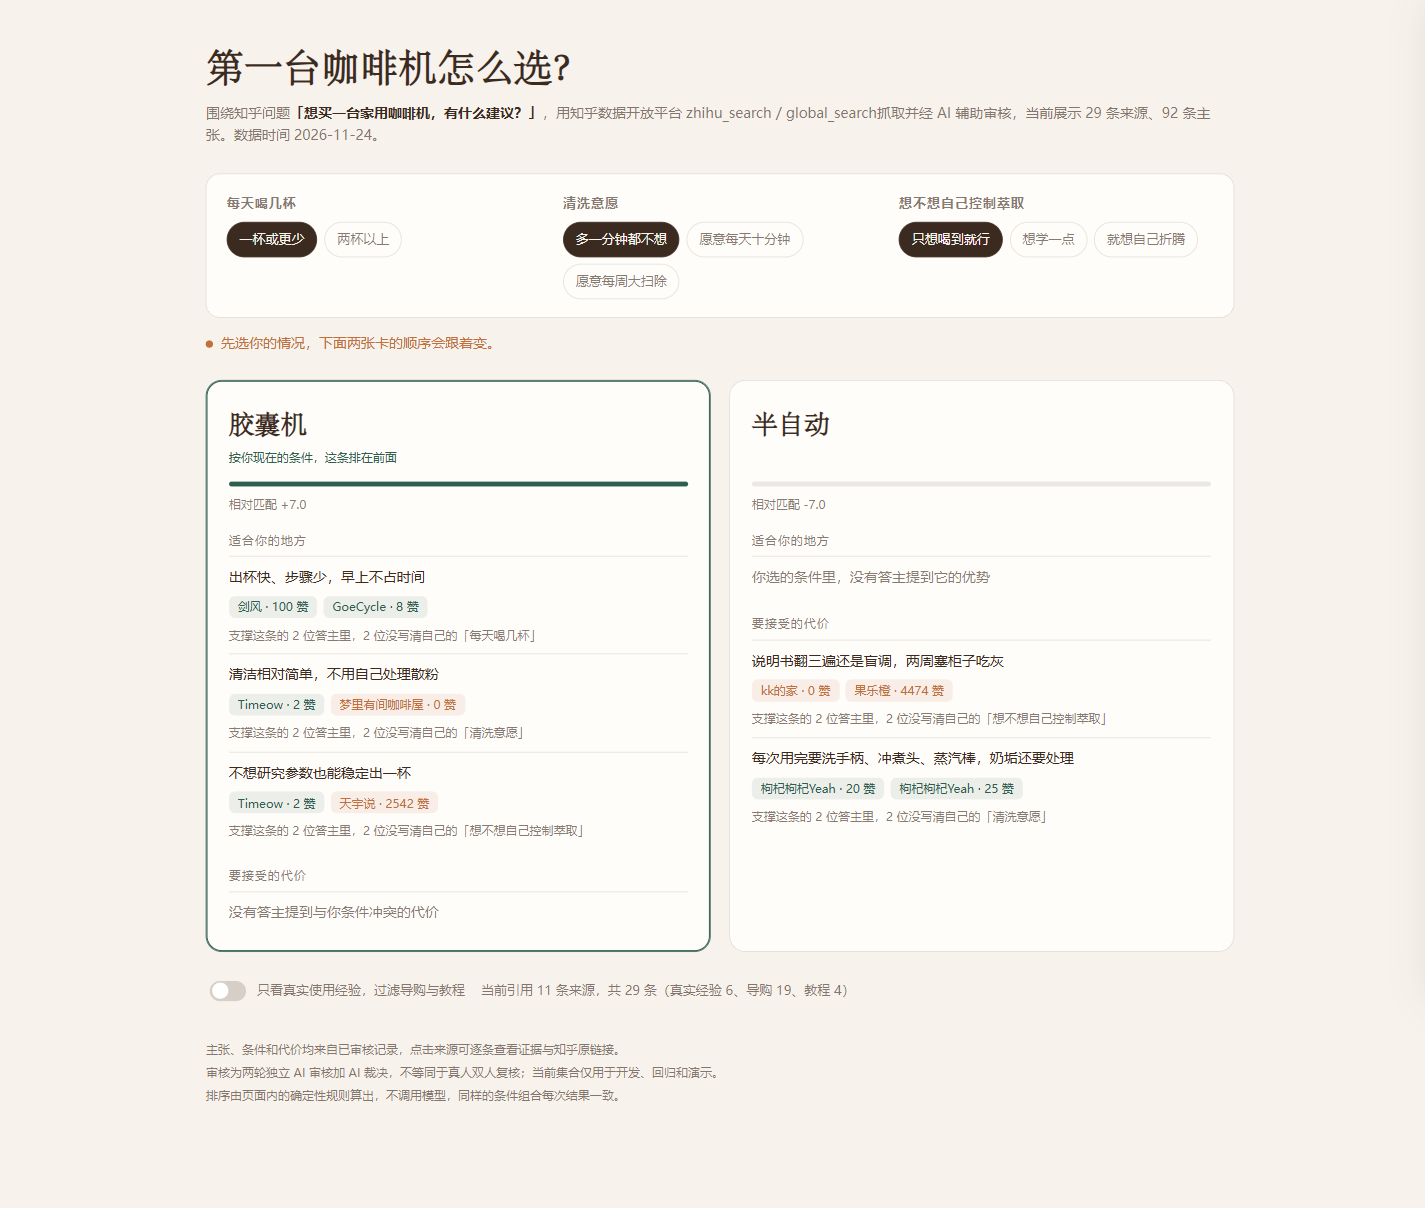 第一台咖啡机怎么选?
围绕知乎问题「想买一台家用咖啡机，有什么建议？」，用知乎数据开放平台 zhihu_search / global_search抓取并经 AI 辅助审核，当前展示 29 条来源、92 条主
张。数据时间 2026-11-24。
每天喝几杯
一杯或更少
两杯以上
清洗意愿
多一分钟都不想
愿意每天十分钟
愿意每周大扫除
想不想自己控制萃取
只想喝到就行
想学一点
就想自己折腾
先选你的情况，下面两张卡的顺序会跟着变。
胶囊机
按你现在的条件，这条排在前面
相对匹配 +7.0
适合你的地方
出杯快、步骤少，早上不占时间
剑风 · 100 赞
GoeCycle · 8 赞
支撑这条的 2 位答主里，2 位没写清自己的「每天喝几杯」
清洁相对简单，不用自己处理散粉
Timeow · 2 赞
梦里有间咖啡屋 · 0 赞
支撑这条的 2 位答主里，2 位没写清自己的「清洗意愿」
不想研究参数也能稳定出一杯
Timeow · 2 赞
天宇说 · 2542 赞
支撑这条的 2 位答主里，2 位没写清自己的「想不想自己控制萃取」
要接受的代价
没有答主提到与你条件冲突的代价
半自动
相对匹配 -7.0
适合你的地方
你选的条件里，没有答主提到它的优势
要接受的代价
说明书翻三遍还是盲调，两周塞柜子吃灰
kk的家 · 0 赞
果乐橙 · 4474 赞
支撑这条的 2 位答主里，2 位没写清自己的「想不想自己控制萃取」
每次用完要洗手柄、冲煮头、蒸汽棒，奶垢还要处理
枸杞枸杞Yeah · 20 赞
枸杞枸杞Yeah · 25 赞
支撑这条的 2 位答主里，2 位没写清自己的「清洗意愿」
只看真实使用经验，过滤导购与教程
当前引用 11 条来源，共 29 条（真实经验 6、导购 19、教程 4）
主张、条件和代价均来自已审核记录，点击来源可逐条查看证据与知乎原链接。
审核为两轮独立 AI 审核加 AI 裁决，不等同于真人双人复核；当前集合仅用于开发、回归和演示。
排序由页面内的确定性规则算出，不调用模型，同样的条件组合每次结果一致。